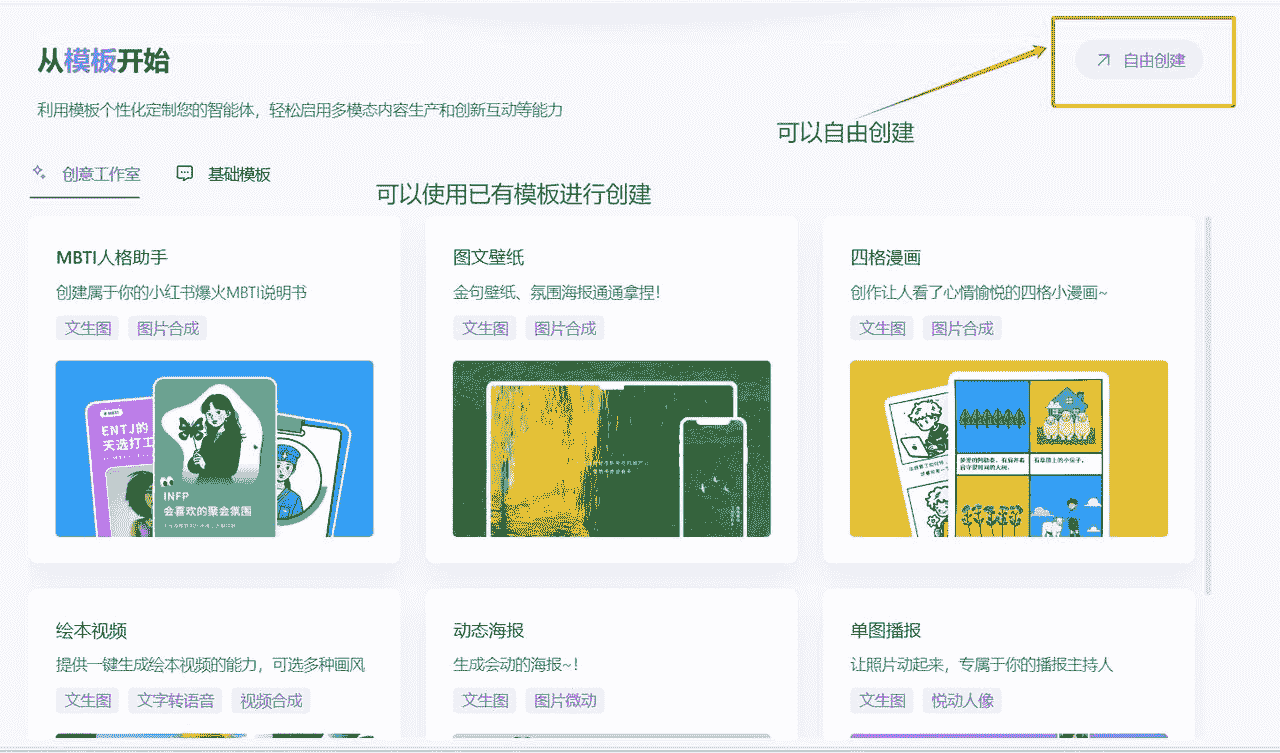 从模板开始
自由创建
利用模板个性化定制您的智能体，轻松启用多模态内容生产和创新互动等能力
可以自由创建
创意工作室
基础模板
可以使用已有模板进行创建
MBTI人格助手
创建属于你的小红书爆火MBTI说明书
文生图 图片合成
ENTJ的
天选打工
INFP
会喜欢的聚会氛围
图文壁纸
金句壁纸、氛围海报通通拿捏！
文生图 图片合成
四格漫画
创作让人看了心情愉悦的四格小漫画~
文生图 图片合成
绘本视频
提供一键生成绘本视频的能力，可选多种画风
文生图 文字转语音 视频合成
动态海报
生成会动的海报~！
文生图 图片微动
单图播报
让照片动起来，专属于你的播报主持人
文生图 悦动人像